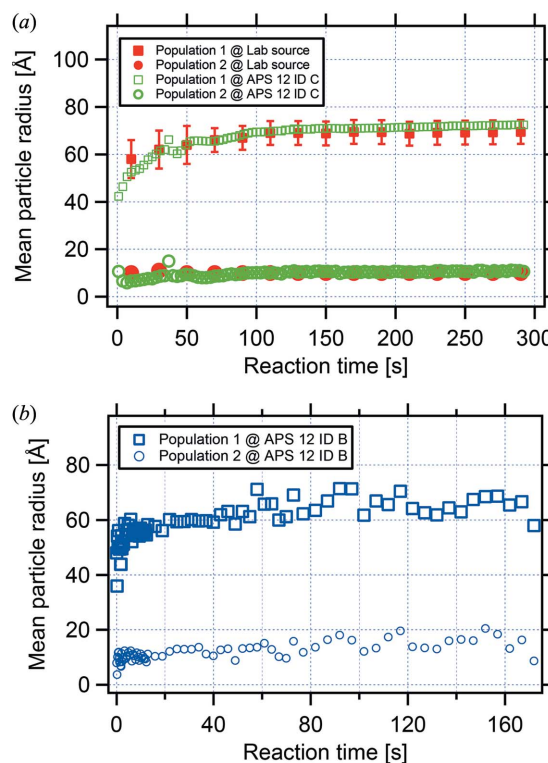 (a)
Population 1 @ Lab source
Population 2 @ Lab source
Population 1 @ APS 12 ID C
Population 2 @ APS 12 ID C
Mean particle radius [Å]
100
80
60
40
20
0
0 50 100 150 200 250 300
Reaction time [s]
(b)
Population 1 @ APS 12 ID B
Population 2 @ APS 12 ID B
Mean particle radius [Å]
80
60
40
20
0
0 40 80 120 160
Reaction time [s]